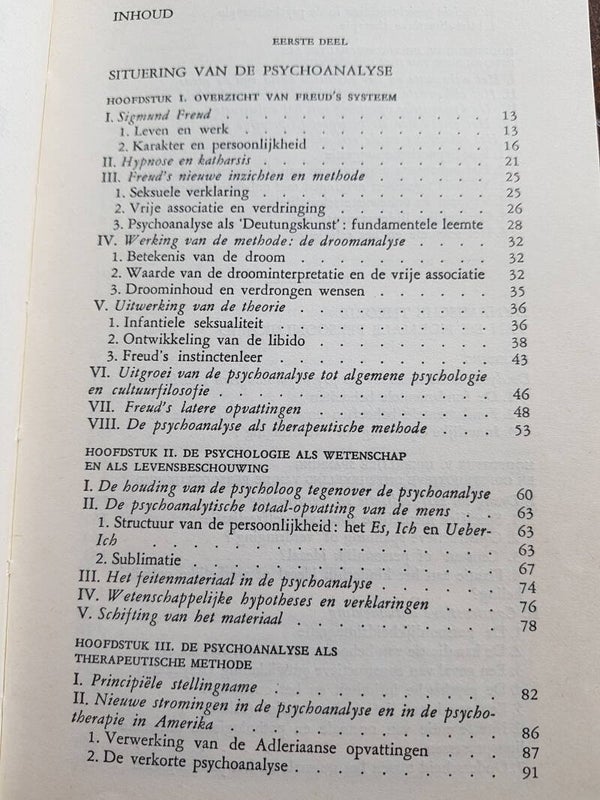 INHOUD
EERSTE DEEL
SITUERING VAN DE PSYCHOANALYSE
HOOFDSTUK I. OVERZICHT VAN FREUD'S SYSTEEM
I. Sigmund Freud . . . . . . . . . . . . . . 13
1. Leven en werk . . . . . . . . . . . . . 13
2. Karakter en persoonlijkheid . . . . . . . . . 16
II. Hypnose en katharsis . . . . . . . . . . . . 21
III. Freud's nieuwe inzichten en methode . . . . . . . 25
1. Seksuele verklaring . . . . . . . . . . . . 25
2. Vrije associatie en verdringing . . . . . . . . 26
3. Psychoanalyse als 'Deutungskunst': fundamentele leemte 28
IV. Werking van de methode: de droomanalyse . . . . 32
1. Betekenis van de droom . . . . . . . . . . 32
2. Waarde van de droominterpretatie en de vrije associatie 32
3. Droominhoud en verdrongen wensen . . . . . . 35
V. Uitwerking van de theorie . . . . . . . . . . 36
1. Infantiele seksualiteit . . . . . . . . . . . 36
2. Ontwikkeling van de libido . . . . . . . . . 38
3. Freud's instinctenleer . . . . . . . . . . . 43
VI. Uitgroei van de psychoanalyse tot algemene psychologie
en cultuurfilosofie . . . . . . . . . . . . . . 46
VII. Freud's latere opvattingen . . . . . . . . . . 48
VIII. De psychoanalyse als therapeutische methode . . . 53
HOOFDSTUK II. DE PSYCHOLOGIE ALS WETENSCHAP
EN ALS LEVENSBESCHOUWING
I. De houding van de psycholoog tegenover de psychoanalyse 60
II. De psychoanalytische totaal-opvatting van de mens . . 63
1. Structuur van de persoonlijkheid: het Es, Ich en Ueber- 63
Ich . . . . . . . . . . . . . . . . . 63
2. Sublimatie . . . . . . . . . . . . . . . 67
III. Het feitenmateriaal in de psychoanalyse . . . . . . 74
IV. Wetenschappelijke hypotheses en verklaringen . . . 76
V. Schifting van het materiaal . . . . . . . . . . 78
HOOFDSTUK III. DE PSYCHOANALYSE ALS
THERAPEUTISCHE METHODE
I. Principiële stellingname . . . . . . . . . . . 82
II. Nieuwe stromingen in de psychoanalyse en in de psycho-
therapie in Amerika . . . . . . . . . . . . . 86
1. Verwerking van de Adleriaanse opvattingen . . . 87
2. De verkorte psychoanalyse . . . . . . . . . . 91